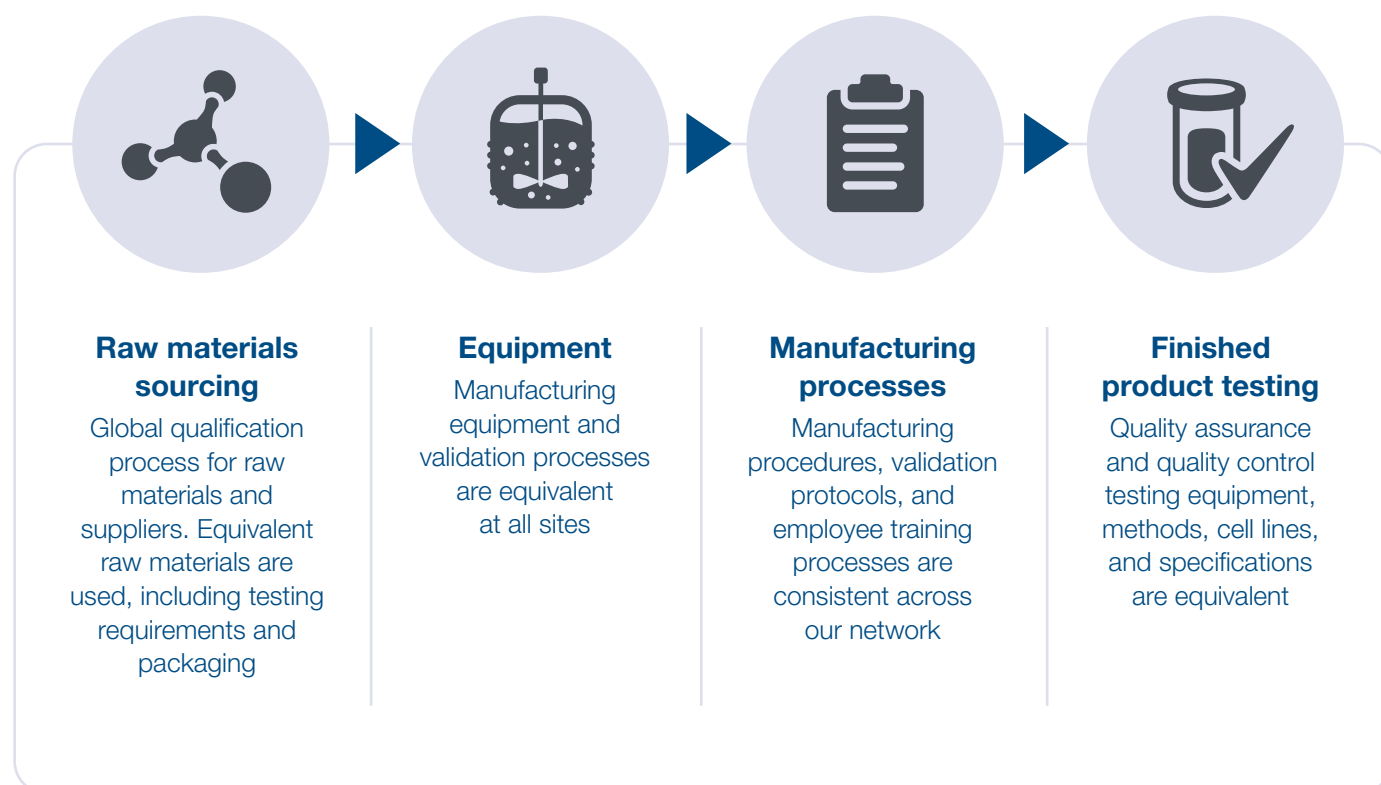 Raw materials
sourcing
Global qualification
process for raw
materials and
suppliers. Equivalent
raw materials are
used, including testing
requirements and
packaging
Equipment
Manufacturing
equipment and
validation processes
are equivalent
at all sites
Manufacturing
processes
Manufacturing
procedures, validation
protocols, and
employee training
processes are
consistent across
our network
Finished
product testing
Quality assurance
and quality control
testing equipment,
methods, cell lines,
and specifications
are equivalent